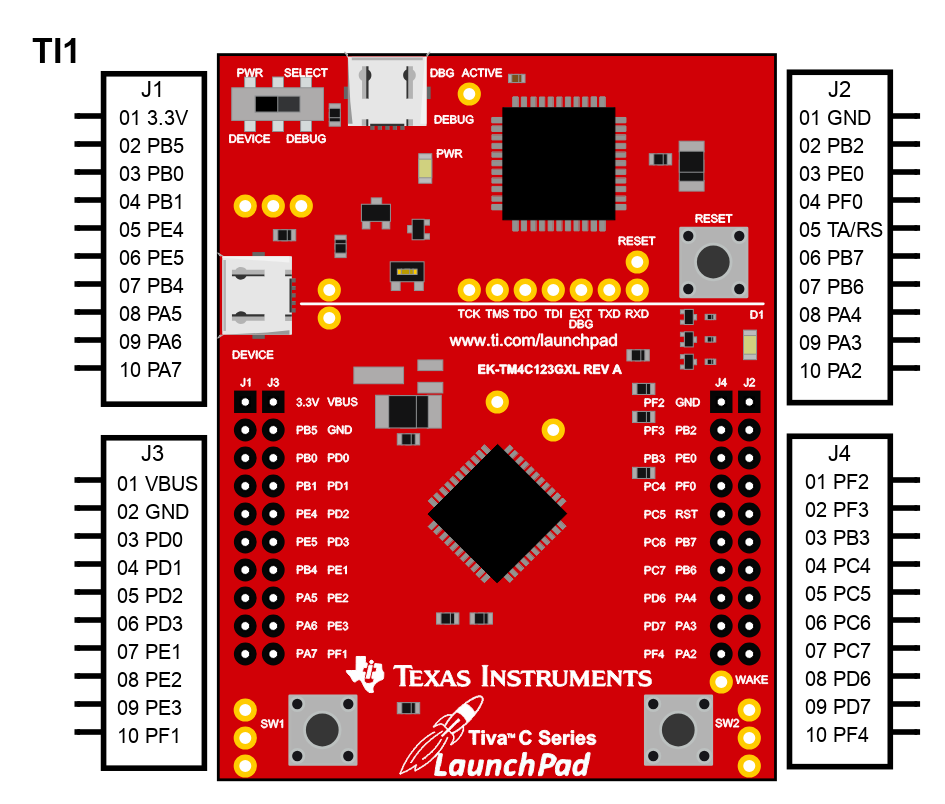 TI1
J1
01 3.3V
02 PB5
03 PB0
04 PB1
05 PE4
06 PE5
07 PB4
08 PA5
09 PA6
10 PA7
J3
01 VBUS
02 GND
03 PD0
04 PD1
05 PD2
06 PD3
07 PE1
08 PE2
09 PE3
10 PF1
PWR SELECT
DEVICE DEBUG
DBG ACTIVE
DEBUG
PWR
RESET
RESET
TCK TMS TDO TDI EXT TXD RXD
DBG
D1
www.ti.com/launchpad
DEVICE
EK-TM4C123GXL REV A
J1 J3 J4 J2
3.3V VBUS PF2 GND
PB5 GND PF3 PB2
PB0 PD0 PB3 PE0
PB1 PD1 PC4 PF0
PE4 PD2 PC5 RST
PE5 PD3 PC6 PB7
PB4 PE1 PC7 PB6
PA5 PE2 PD6 PA4
PA6 PE3 PD7 PA3
PA7 PF1 PF4 PA2
TI
TEXAS INSTRUMENTS
WAKE
SW1 SW2
Tiva™ C Series
LaunchPad
J2
01 GND
02 PB2
03 PE0
04 PF0
05 TA/RS
06 PB7
07 PB6
08 PA4
09 PA3
10 PA2
J4
01 PF2
02 PF3
03 PB3
04 PC4
05 PC5
06 PC6
07 PC7
08 PD6
09 PD7
10 PF4